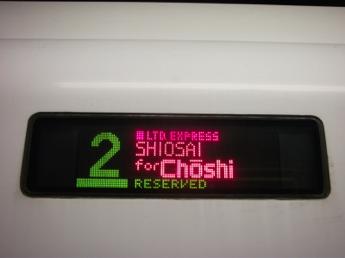 2
LTD. EXPRESS
SHIOSAI
for Chōshi
RESERVED